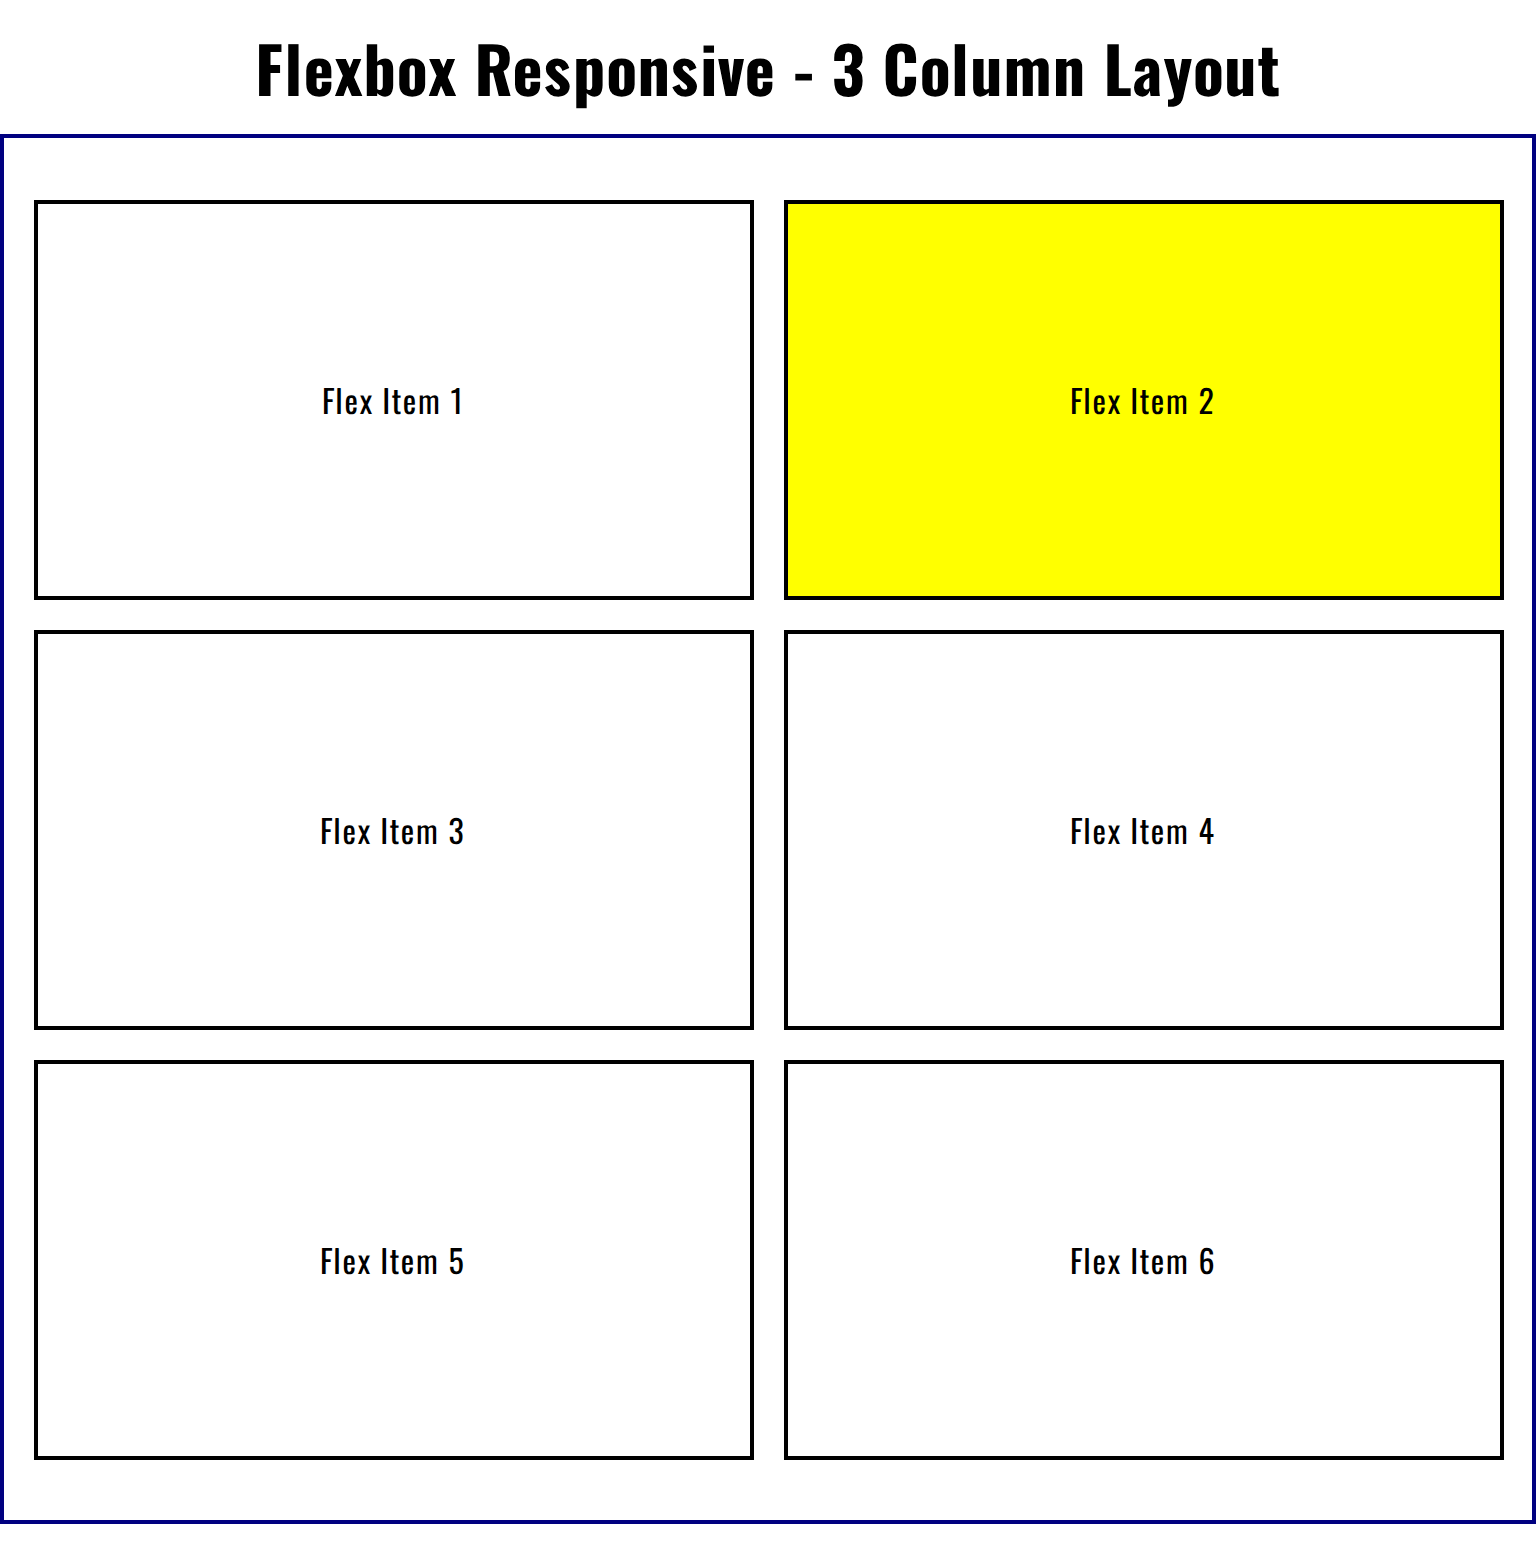 Flexbox Responsive - 3 Column Layout
Flex Item 1
Flex Item 2
Flex Item 3
Flex Item 4
Flex Item 5
Flex Item 6